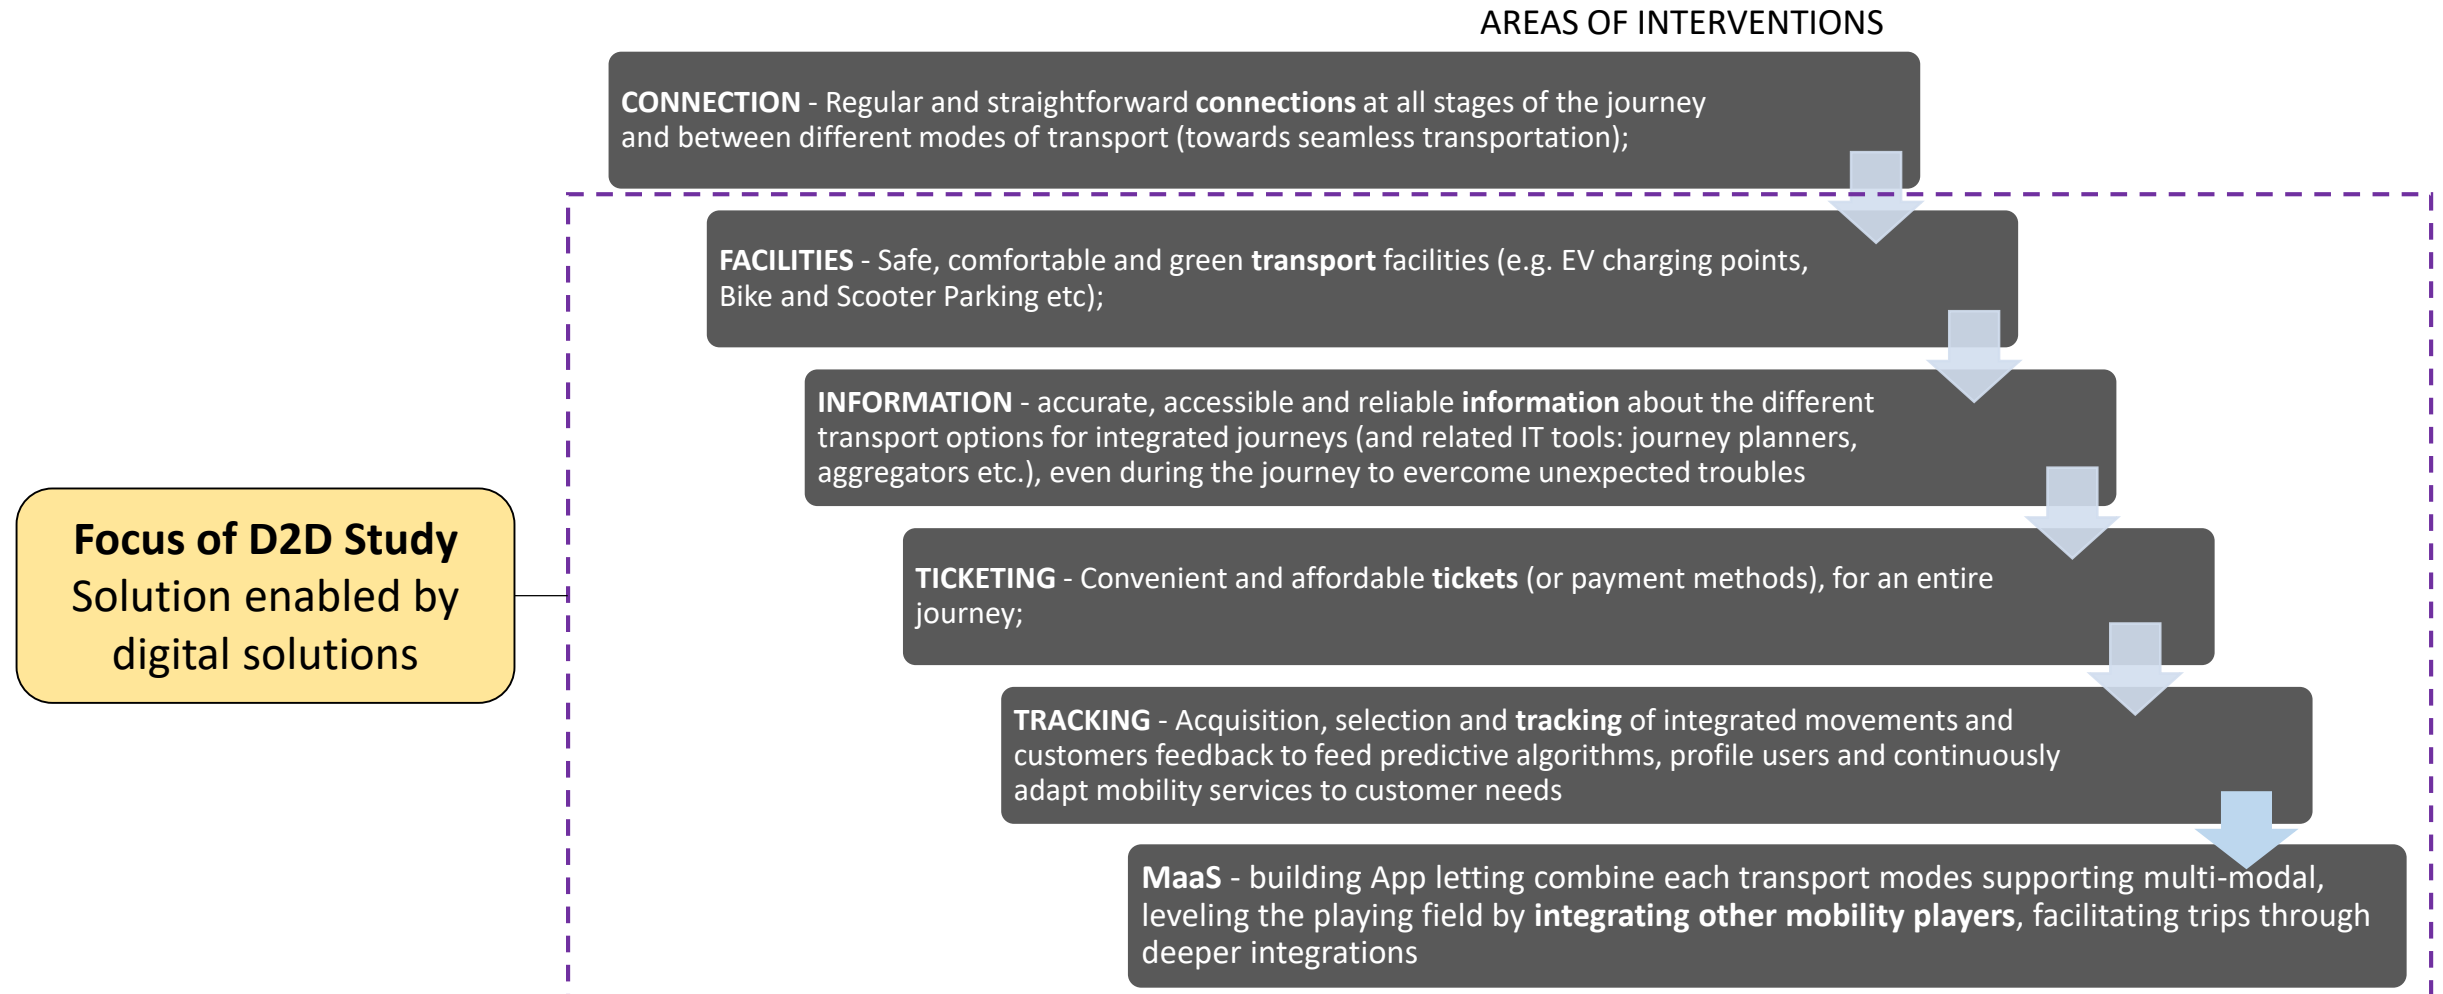 AREAS OF INTERVENTIONS
CONNECTION - Regular and straightforward connections at all stages of the journey
and between different modes of transport (towards seamless transportation);
FACILITIES - Safe, comfortable and green transport facilities (e.g. EV charging points,
Bike and Scooter Parking etc);
INFORMATION - accurate, accessible and reliable information about the different
transport options for integrated journeys (and related IT tools: journey planners,
aggregators etc.), even during the journey to evercome unexpected troubles
Focus of D2D Study
Solution enabled by
digital solutions
TICKETING - Convenient and affordable tickets (or payment methods), for an entire
journey;
TRACKING - Acquisition, selection and tracking of integrated movements and
customers feedback to feed predictive algorithms, profile users and continuously
adapt mobility services to customer needs
MaaS - building App letting combine each transport modes supporting multi-modal,
leveling the playing field by integrating other mobility players, facilitating trips through
deeper integrations